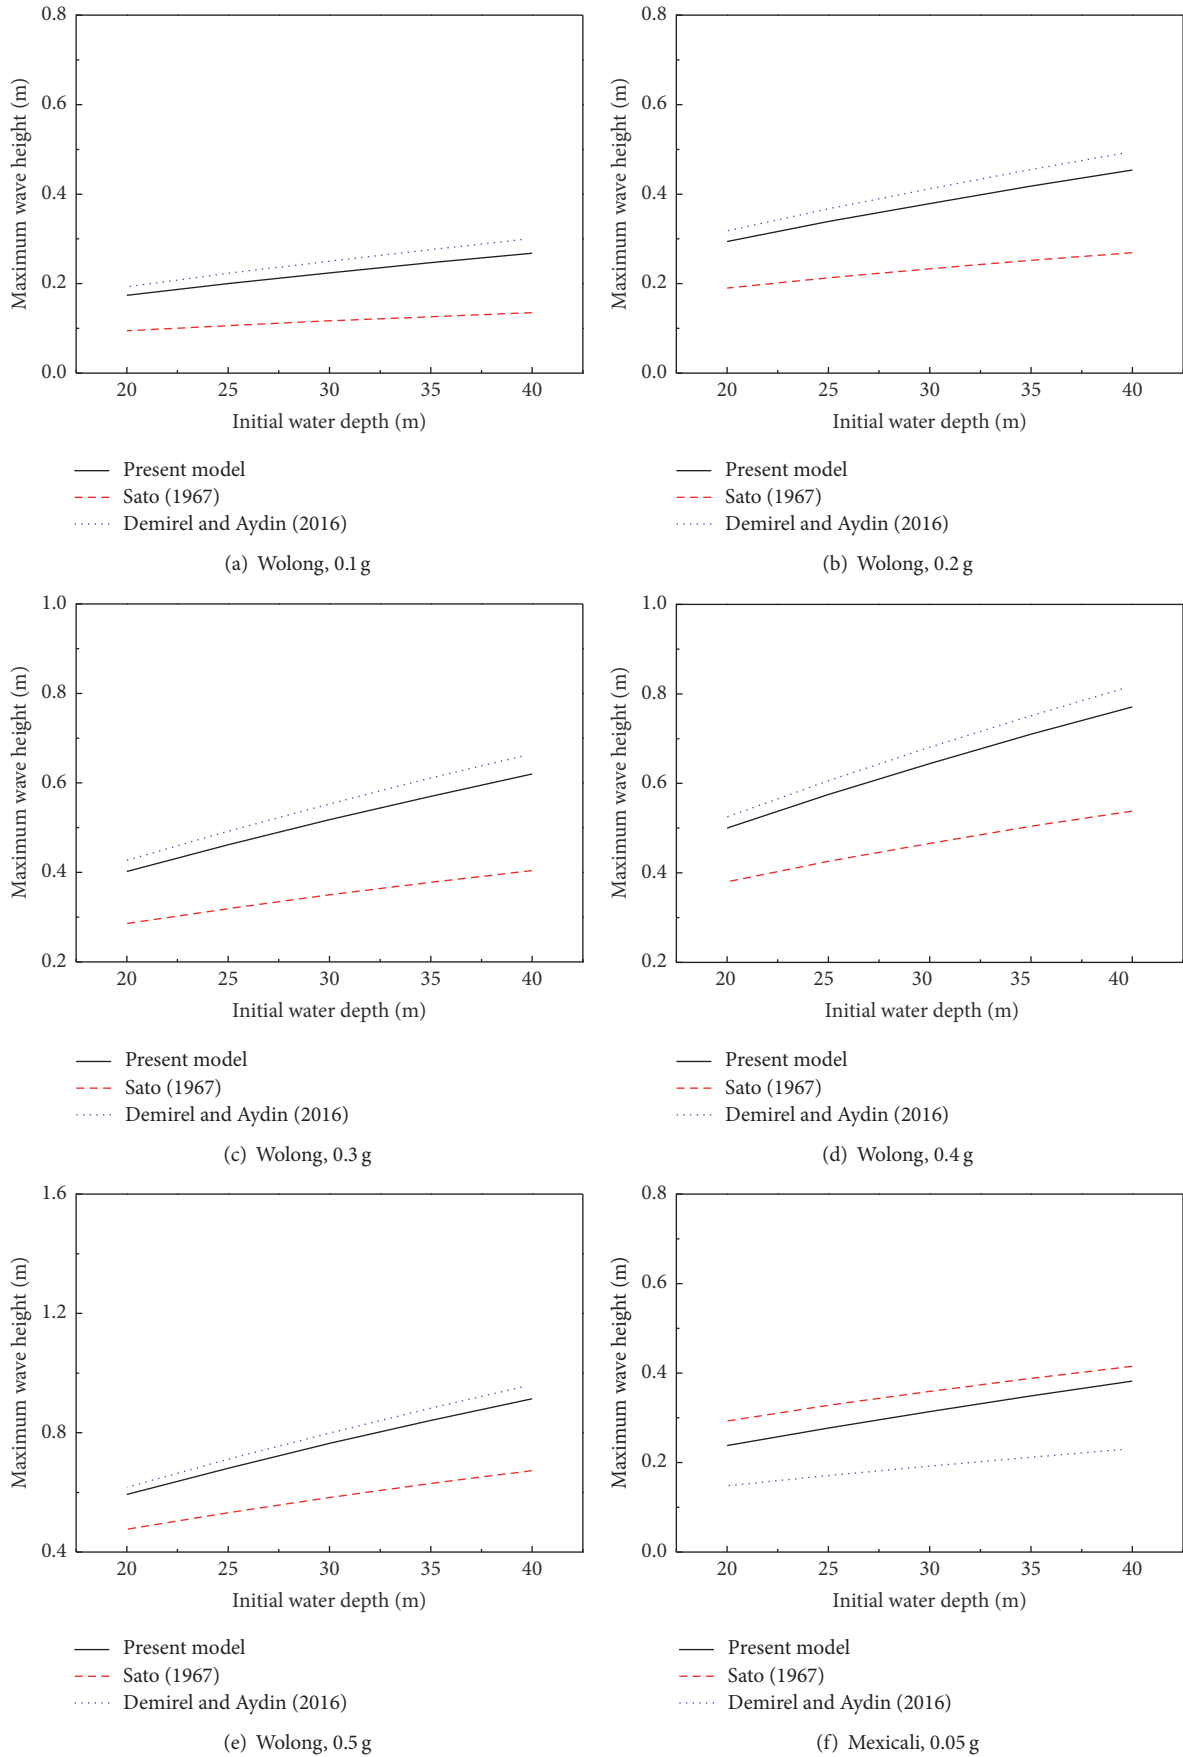 0.8
0.6
0.4
0.2
0.0
Maximum wave height (m)
20 25 30 35 40
Initial water depth (m)
Present model
Sato (1967)
Demirel and Aydin (2016)
(a) Wolong, 0.1 g
0.8
0.6
0.4
0.2
0.0
Maximum wave height (m)
20 25 30 35 40
Initial water depth (m)
Present model
Sato (1967)
Demirel and Aydin (2016)
(b) Wolong, 0.2 g
1.0
0.8
0.6
0.4
0.2
Maximum wave height (m)
20 25 30 35 40
Initial water depth (m)
Present model
Sato (1967)
Demirel and Aydin (2016)
(c) Wolong, 0.3 g
1.0
0.8
0.6
0.4
0.2
Maximum wave height (m)
20 25 30 35 40
Initial water depth (m)
Present model
Sato (1967)
Demirel and Aydin (2016)
(d) Wolong, 0.4 g
1.6
1.2
1.0
0.8
0.4
Maximum wave height (m)
20 25 30 35 40
Initial water depth (m)
Present model
Sato (1967)
Demirel and Aydin (2016)
(e) Wolong, 0.5 g
0.8
0.6
0.4
0.2
0.0
Maximum wave height (m)
20 25 30 35 40
Initial water depth (m)
Present model
Sato (1967)
Demirel and Aydin (2016)
(f) Mexicali, 0.05 g